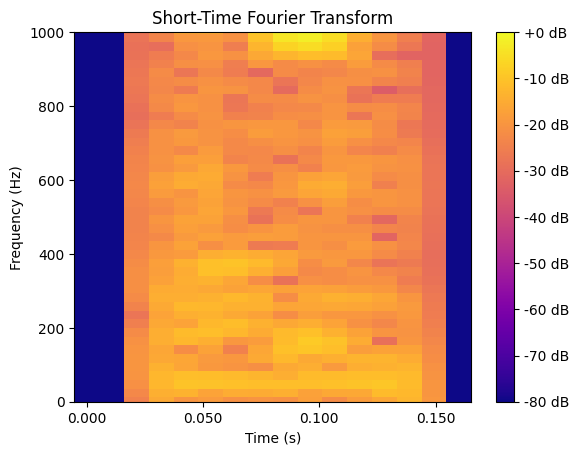 Short-Time Fourier Transform
1000
800
600
400
200
0
Frequency (Hz)
0.000
0.050
0.100
0.150
Time (s)
+0 dB
-10 dB
-20 dB
-30 dB
-40 dB
-50 dB
-60 dB
-70 dB
-80 dB